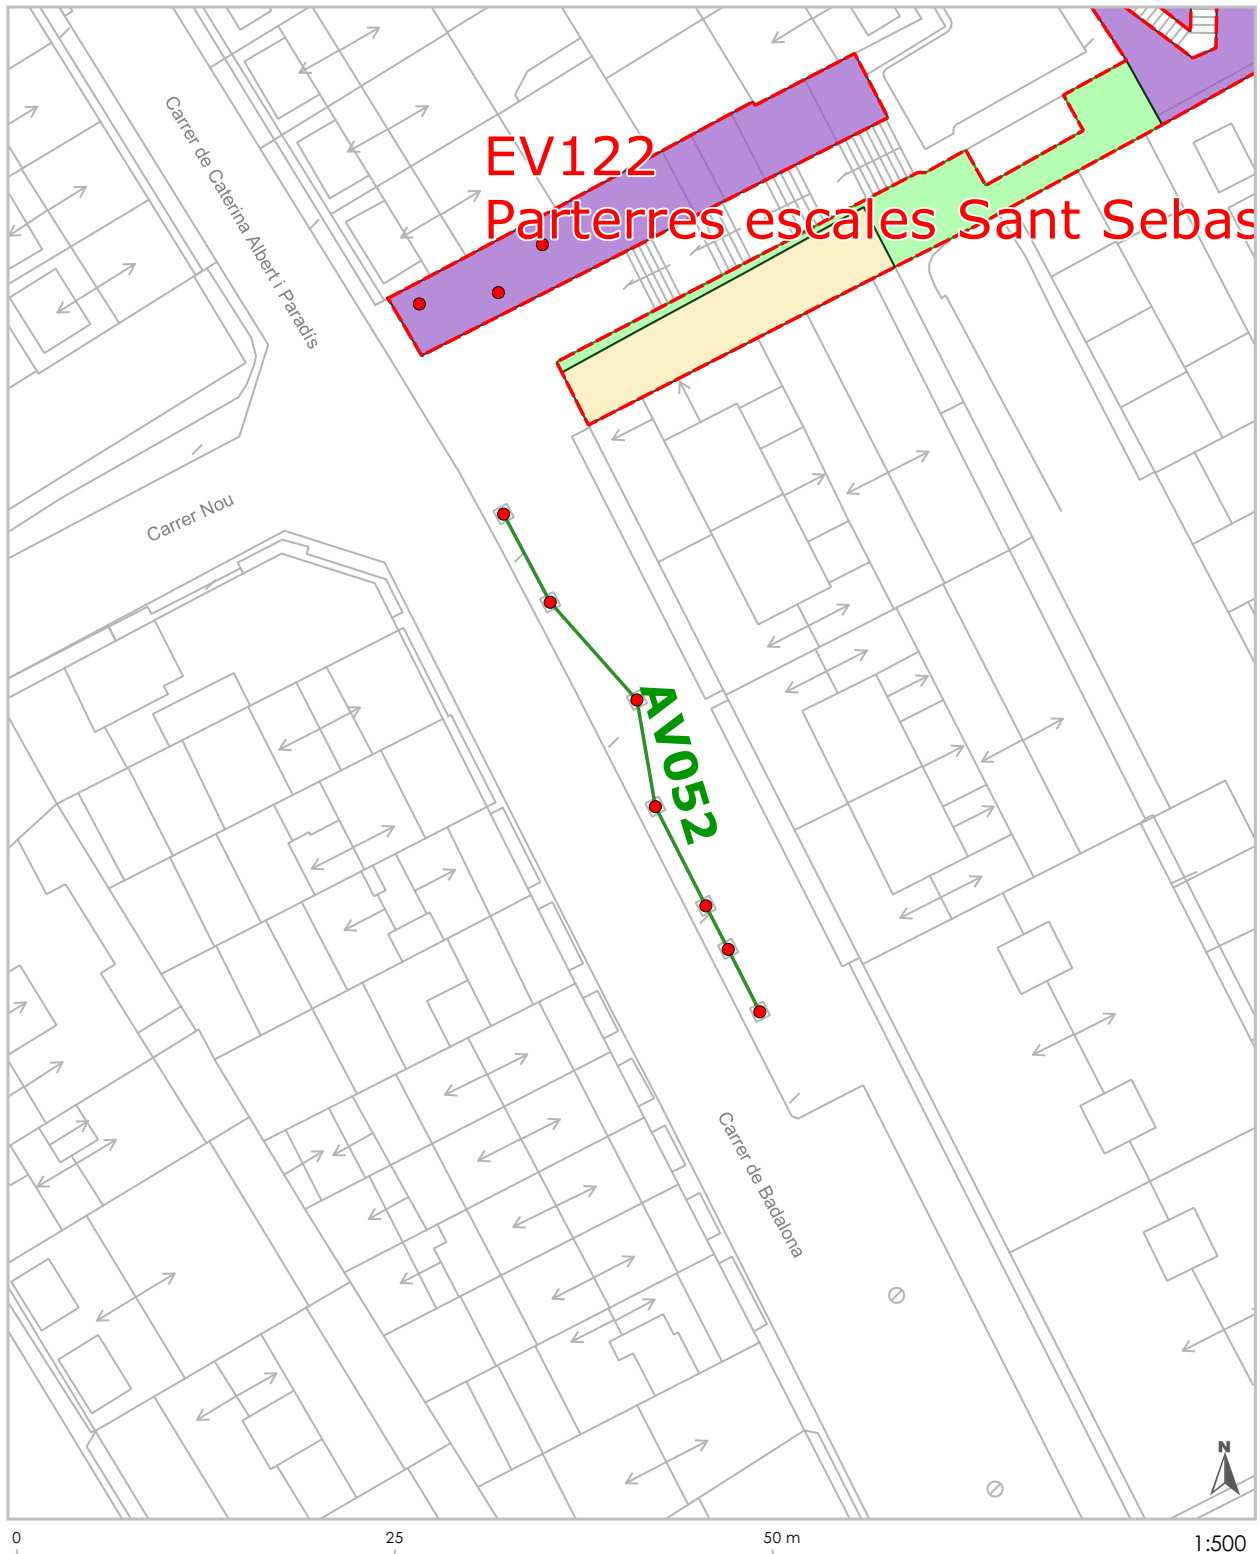 Carrer de Caterina Albert i Paradís
EV122
Parterres escales Sant Sebas
Carrer Nou
AV052
Carrer de Badalona
N
0 25 50 m
1:500